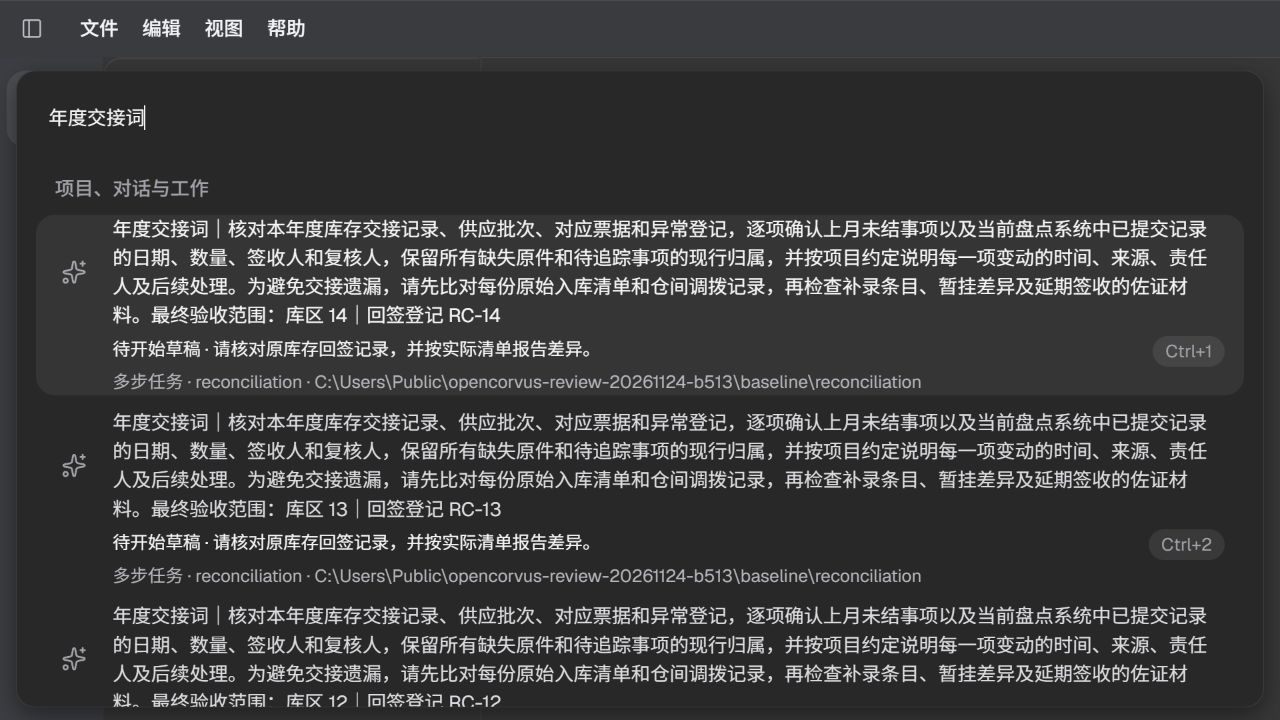 文件 编辑 视图 帮助
年度交接词
项目、对话与工作
年度交接词｜核对本年度库存交接记录、供应批次、对应票据和异常登记，逐项确认上月未结事项以及当前盘点系统中已提交记录
的日期、数量、签收人和复核人，保留所有缺失原件和待追踪事项的现行归属，并按项目约定说明每一项变动的时间、来源、责任
人及后续处理。为避免交接遗漏，请先比对每份原始入库清单和仓间调拨记录，再检查补录条目、暂挂差异及延期签收的佐证材
料。最终验收范围：库区 14｜回签登记 RC-14
待开始草稿 · 请核对原库存回签记录，并按实际清单报告差异。
Ctrl+1
多步任务 · reconciliation · C:\Users\Public\opencorvus-review-20261124-b513\baseline\reconciliation
年度交接词｜核对本年度库存交接记录、供应批次、对应票据和异常登记，逐项确认上月未结事项以及当前盘点系统中已提交记录
的日期、数量、签收人和复核人，保留所有缺失原件和待追踪事项的现行归属，并按项目约定说明每一项变动的时间、来源、责任
人及后续处理。为避免交接遗漏，请先比对每份原始入库清单和仓间调拨记录，再检查补录条目、暂挂差异及延期签收的佐证材
料。最终验收范围：库区 13｜回签登记 RC-13
待开始草稿 · 请核对原库存回签记录，并按实际清单报告差异。
Ctrl+2
多步任务 · reconciliation · C:\Users\Public\opencorvus-review-20261124-b513\baseline\reconciliation
年度交接词｜核对本年度库存交接记录、供应批次、对应票据和异常登记，逐项确认上月未结事项以及当前盘点系统中已提交记录
的日期、数量、签收人和复核人，保留所有缺失原件和待追踪事项的现行归属，并按项目约定说明每一项变动的时间、来源、责任
人及后续处理。为避免交接遗漏，请先比对每份原始入库清单和仓间调拨记录，再检查补录条目、暂挂差异及延期签收的佐证材
料。最终验收范围：库区 12｜回签登记 RC-12